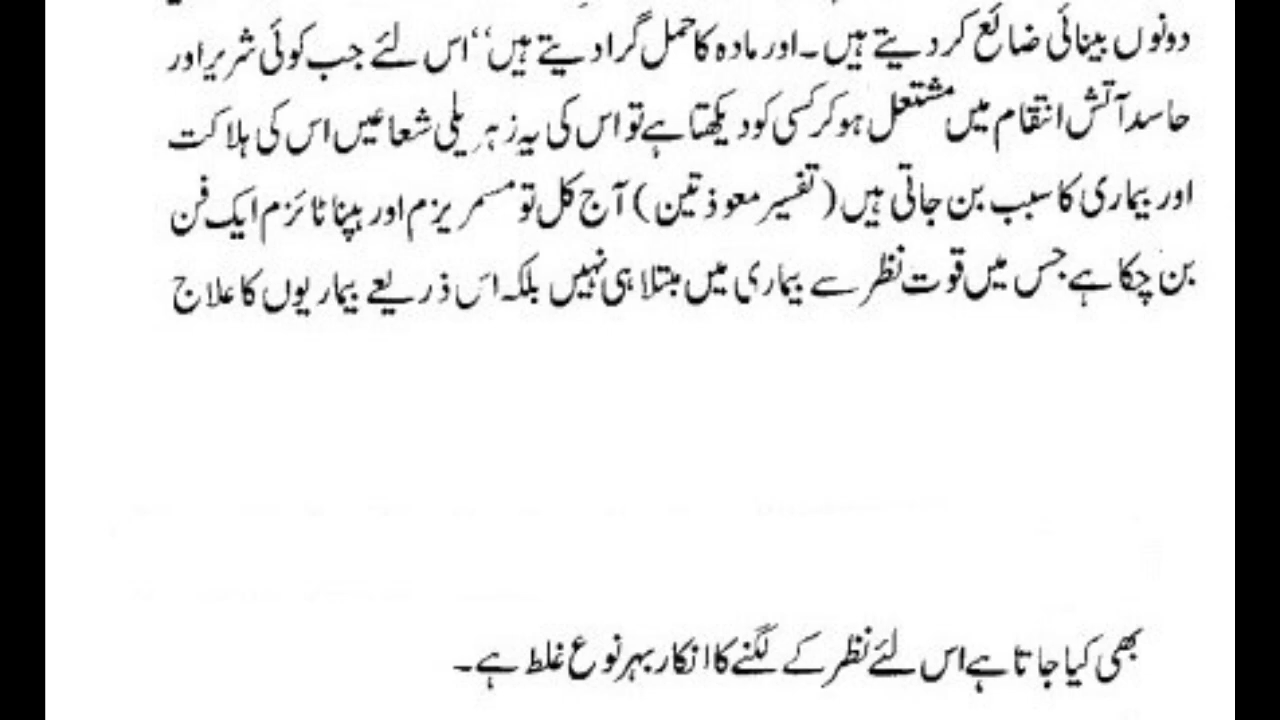 دونوں بینائی ضائع کر دیتے ہیں۔ اور مادہ کا حمل گرا دیتے ہیں‘‘ اس لئے جب کوئی شریر اور
حاسد آتش انتقام میں مشتعل ہو کر کسی کو دیکھتا ہے تو اس کی یہ زہریلی شعاعیں اس کی ہلاکت
اور بیماری کا سبب بن جاتی ہیں (تفسیر معوذتین) آج کل تو مسمریزم اور ہپناٹائزم ایک فن
بن چکا ہے جس میں قوت نظر سے بیماری میں مبتلا ہی نہیں بلکہ اس ذریعے بیماریوں کا علاج
بھی کیا جاتا ہے اس لئے نظر کے لگنے کا انکار بہر نوع غلط ہے۔